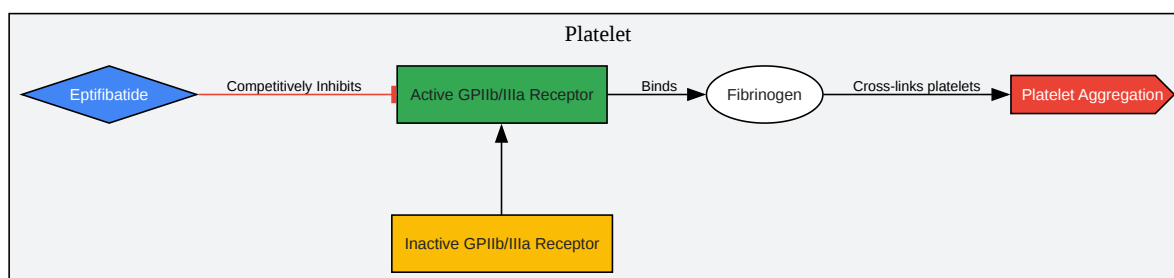 Platelet
Eptifibatide
Competitively Inhibits
Active GPIIb/IIIa Receptor
Binds
Fibrinogen
Cross-links platelets
Platelet Aggregation
Inactive GPIIb/IIIa Receptor